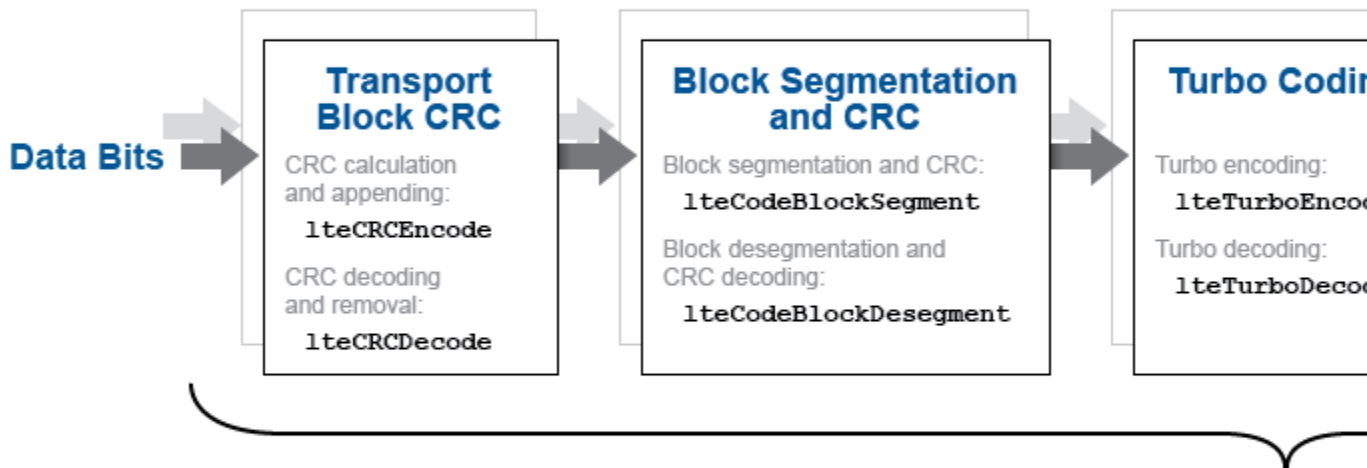 Data Bits
Transport
Block CRC
CRC calculation
and appending:
lteCRCEncode
CRC decoding
and removal:
lteCRCDecode
Block Segmentation
and CRC
Block segmentation and CRC:
lteCodeBlockSegment
Block desegmentation and
CRC decoding:
lteCodeBlockDesegment
Turbo
Turbo encoding:
Turbo decoding: